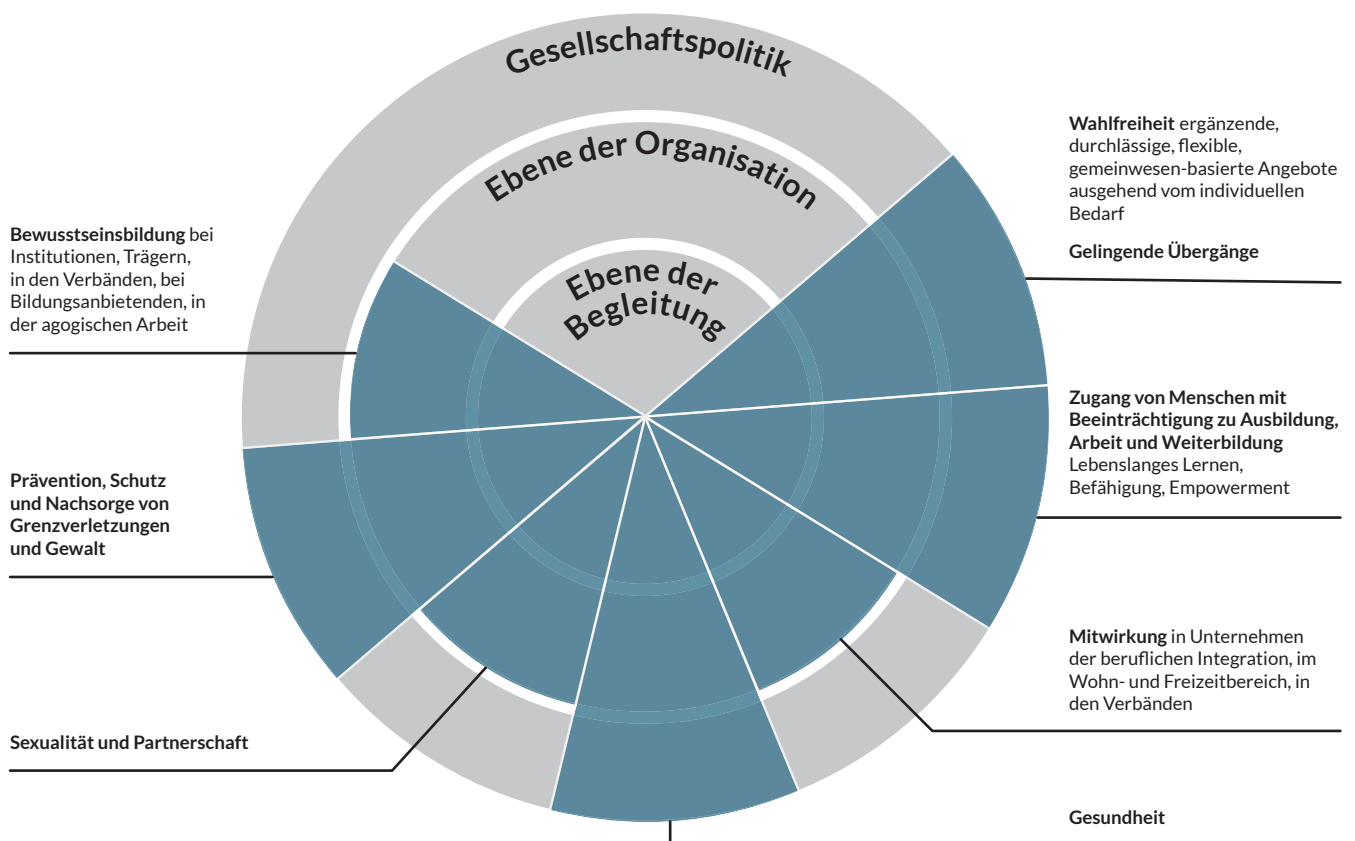 Gesellschaftspolitik
Ebene der Organisation
Ebene der
Begleitung
Bewusstseinsbildung bei
Institutionen, Trägern,
in den Verbänden, bei
Bildungsanbietenden, in
der agogischen Arbeit
Prävention, Schutz
und Nachsorge von
Grenzverletzungen
und Gewalt
Sexualität und Partnerschaft
Wahlfreiheit ergänzende,
durchlässige, flexible,
gemeinwesen-basierte Angebote
ausgehend vom individuellen
Bedarf
Gelingende Übergänge
Zugang von Menschen mit
Beeinträchtigung zu Ausbildung,
Arbeit und Weiterbildung
Lebenslanges Lernen,
Befähigung, Empowerment
Mitwirkung in Unternehmen
der beruflichen Integration, im
Wohn- und Freizeitbereich, in
den Verbänden
Gesundheit